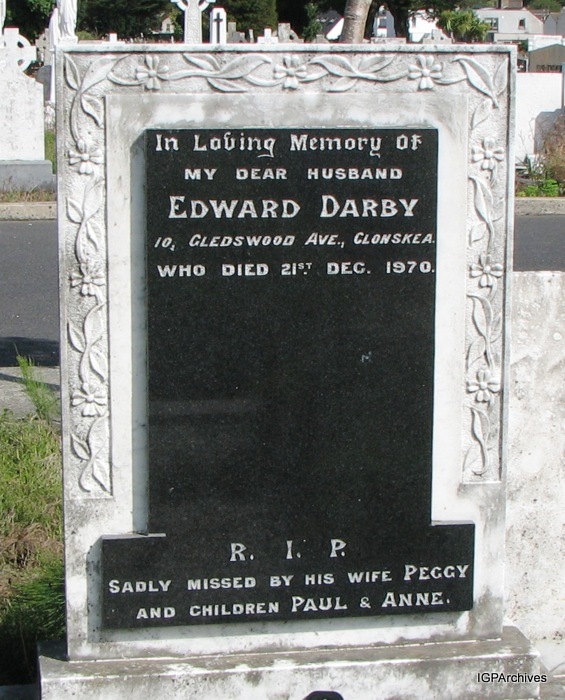 In Loving Memory Of
MY DEAR HUSBAND
EDWARD DARBY
10, GLEDSWOOD AVE., CLONSKEA.
WHO DIED 21ST. DEC. 1970.
R. I. P.
SADLY MISSED BY HIS WIFE PEGGY
AND CHILDREN PAUL & ANNE.
IGPArchives